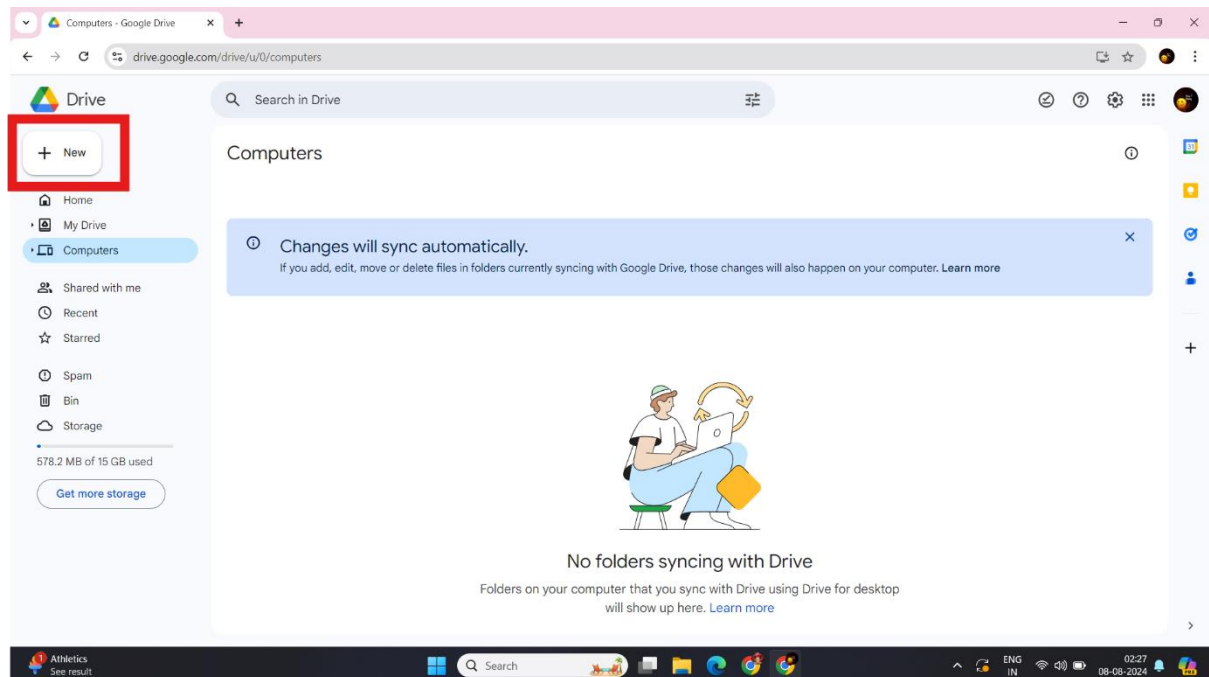 Computers - Google Drive
drive.google.com/drive/u/0/computers
Drive
Search in Drive
New
Computers
31
Home
My Drive
Computers
Changes will sync automatically.
If you add, edit, move or delete files in folders currently syncing with Google Drive, those changes will also happen on your computer. Learn more
Shared with me
Recent
Starred
Spam
Bin
Storage
578.2 MB of 15 GB used
Get more storage
No folders syncing with Drive
Folders on your computer that you sync with Drive using Drive for desktop
will show up here. Learn more
1
Athletics
See result
Search
ENG
IN
02:27
08-08-2024
PRE